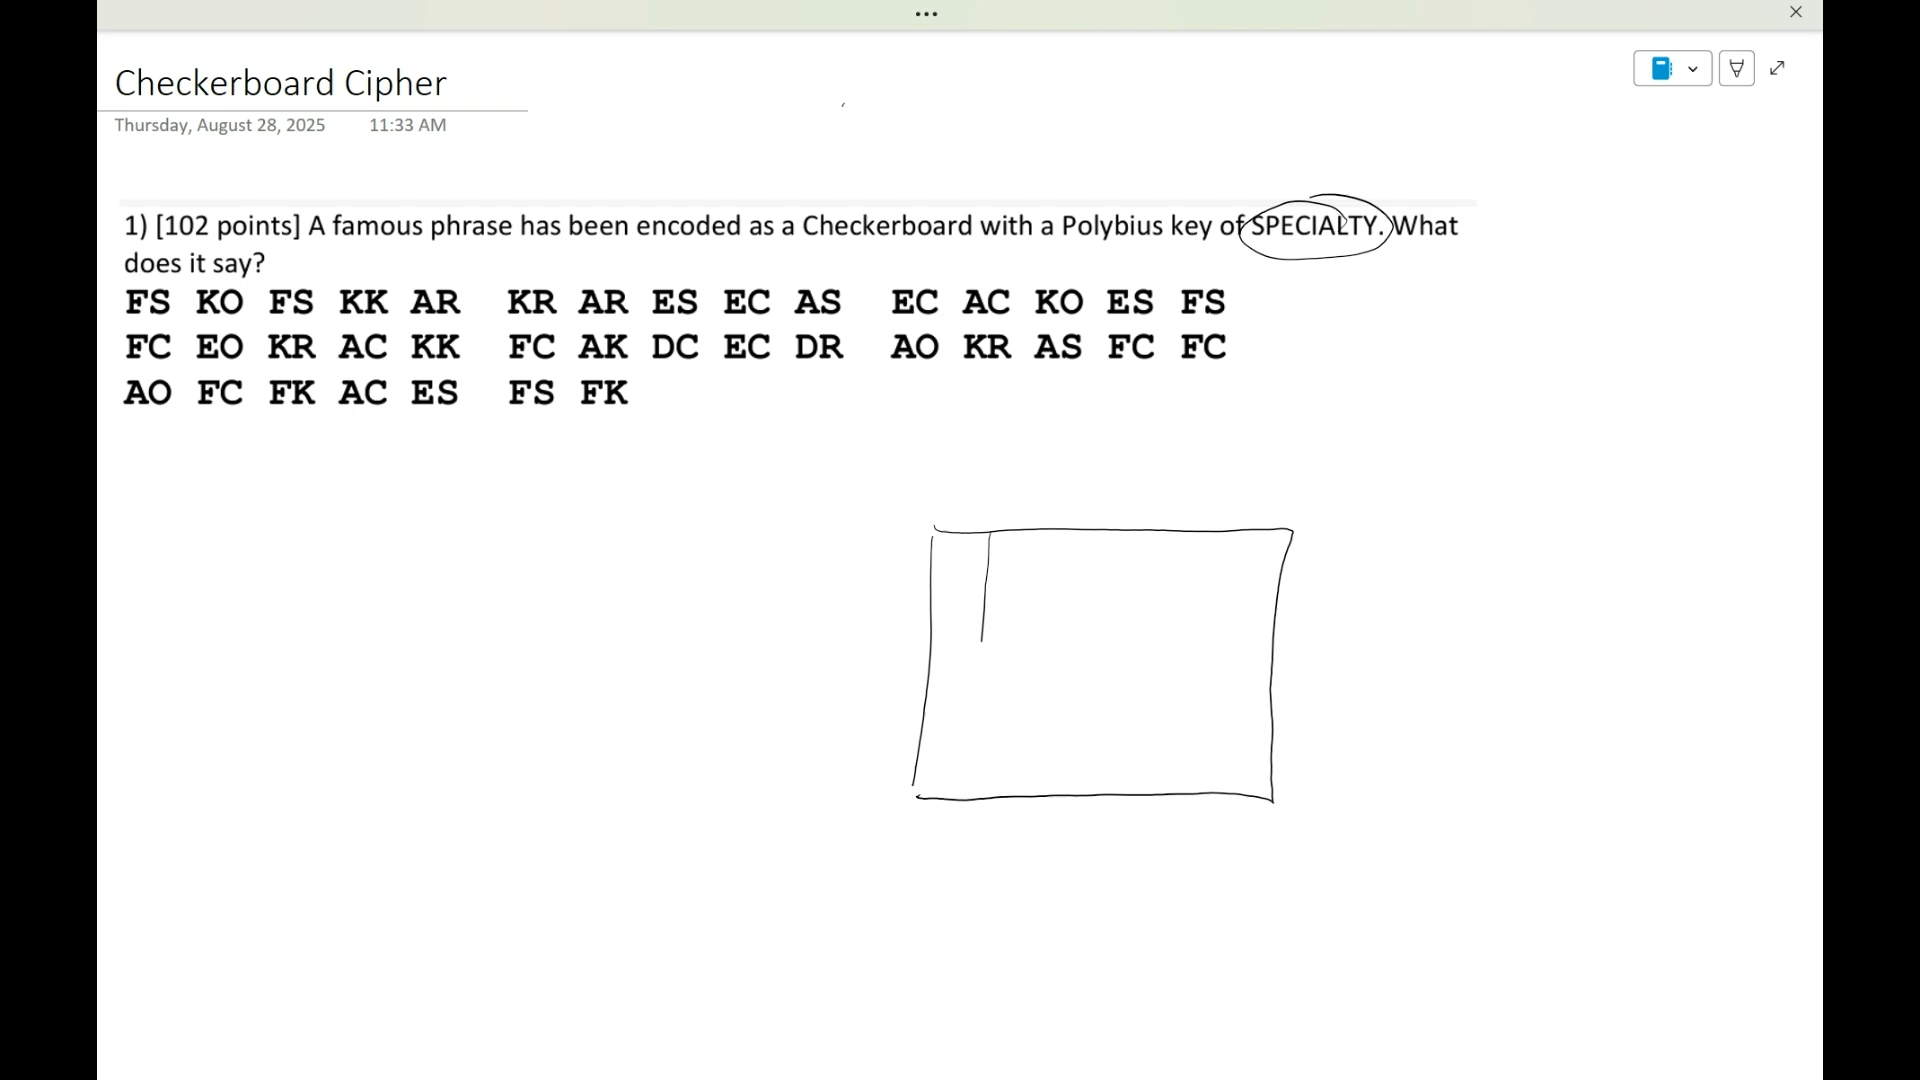 Checkerboard Cipher
Thursday, August 28, 2025 11:33 AM
1) [102 points] A famous phrase has been encoded as a Checkerboard with a Polybius key of SPECIALTY. What
does it say?
FS KO FS KK AR KR AR ES EC AS EC AC KO ES FS
FC EO KR AC KK FC AK DC EC DR AO KR AS FC FC
AO FC FK AC ES FS FK